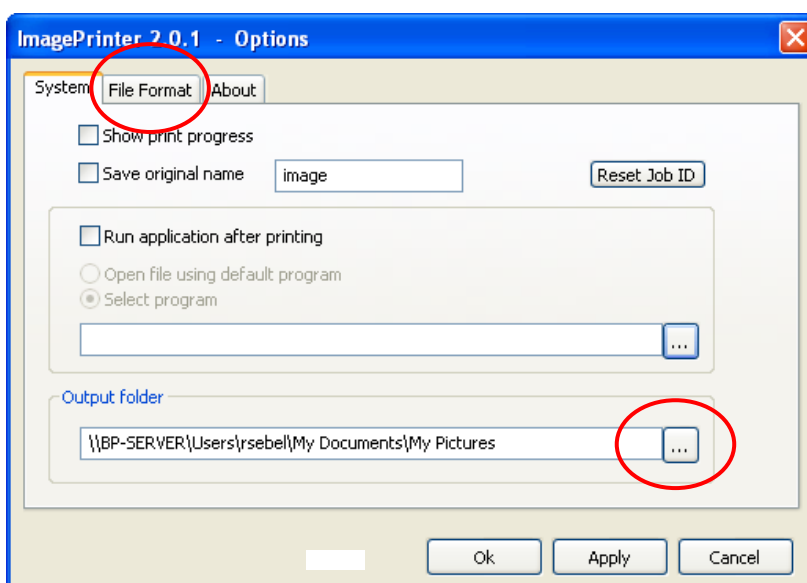 ImagePrinter 2.0.1 - Options
System File Format About
Show print progress
Save original name image Reset Job ID
Run application after printing
Open file using default program
Select program
...
Output folder
\\BP-SERVER\Users\rsebel\My Documents\My Pictures ...
Ok Apply Cancel